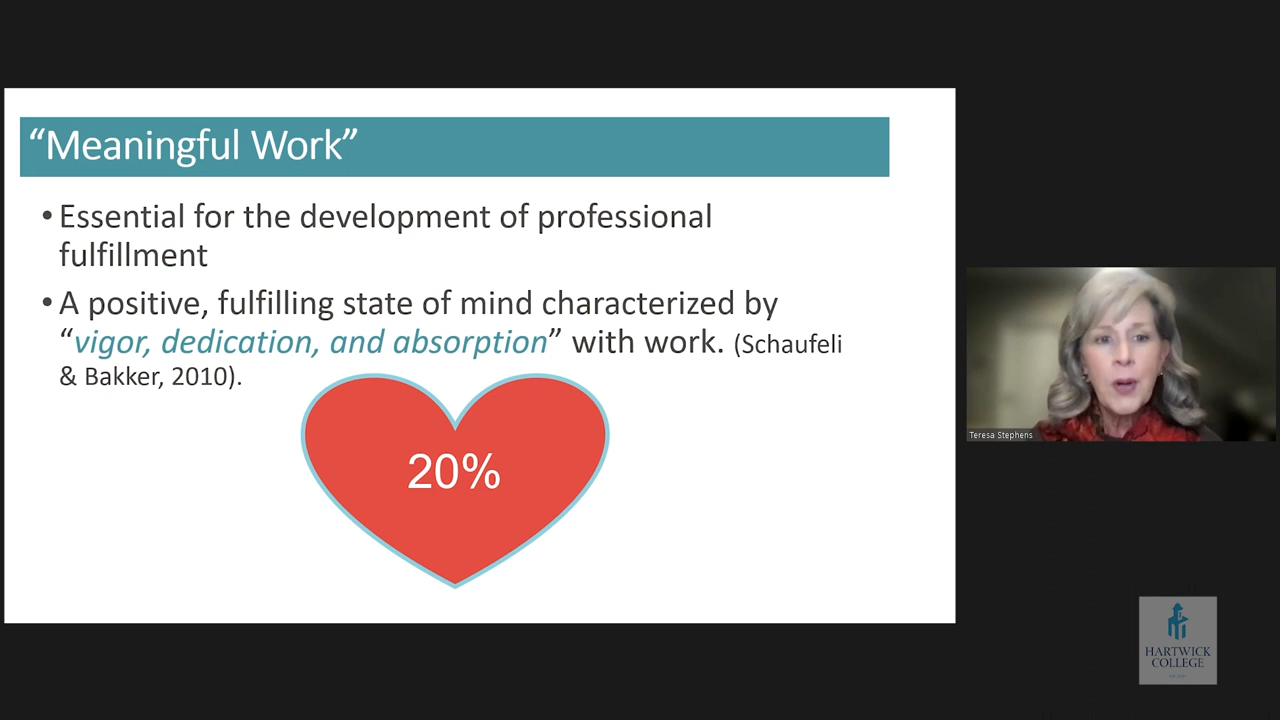 “Meaningful Work”
• Essential for the development of professional
fulfillment
• A positive, fulfilling state of mind characterized by
“vigor, dedication, and absorption” with work. (Schaufeli
& Bakker, 2010).
20%
Teresa Stephens
HARTWICK
COLLEGE